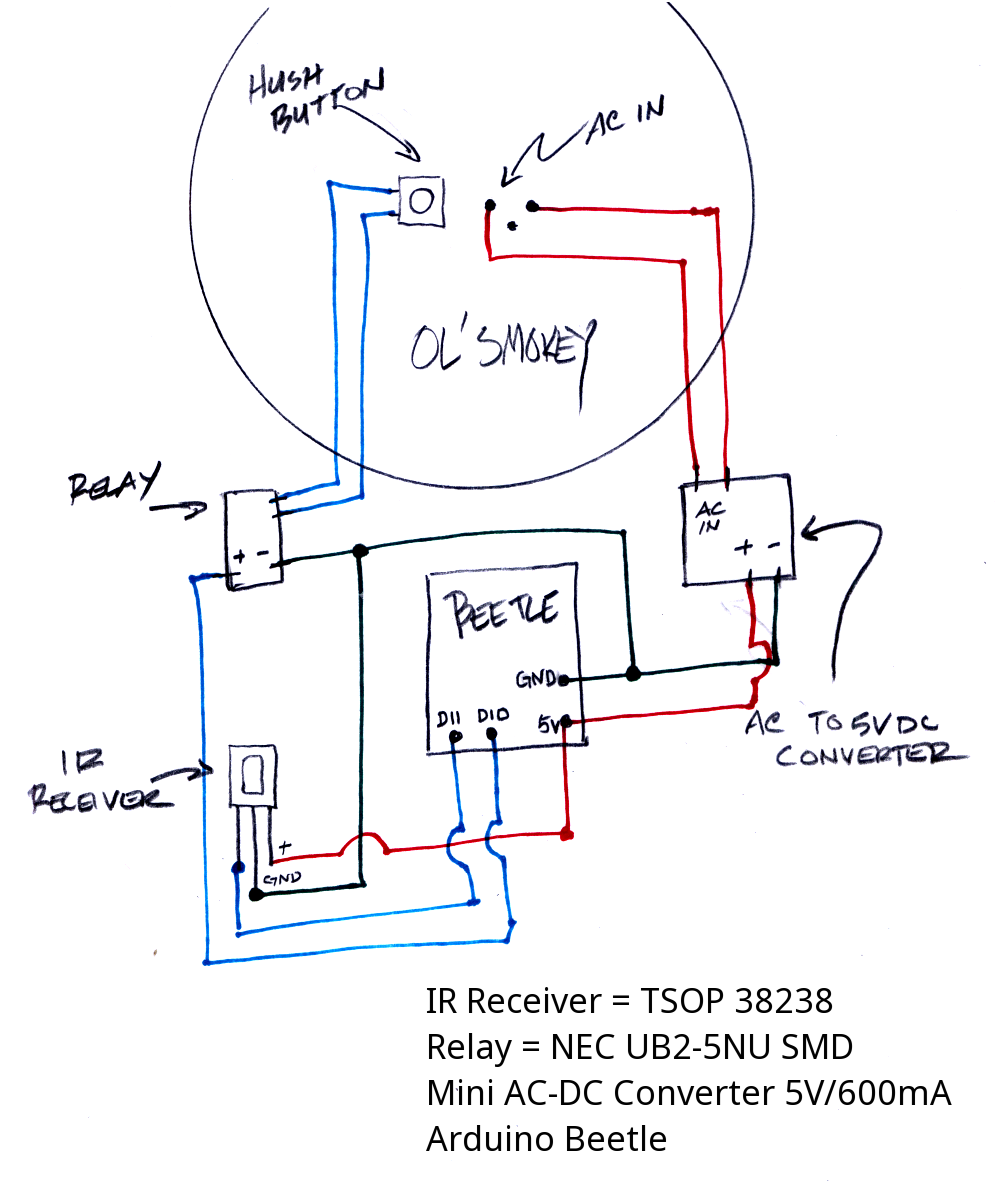 HUSH
BUTTON
AC IN
OL' SMOKEY
RELAY
+ -
AC
IN
+ -
BEETLE
GND
D11 D10 5V
AC TO 5VDC
CONVERTER
IR
RECEIVER
+
GND
IR Receiver = TSOP 38238
Relay = NEC UB2-5NU SMD
Mini AC-DC Converter 5V/600mA
Arduino Beetle